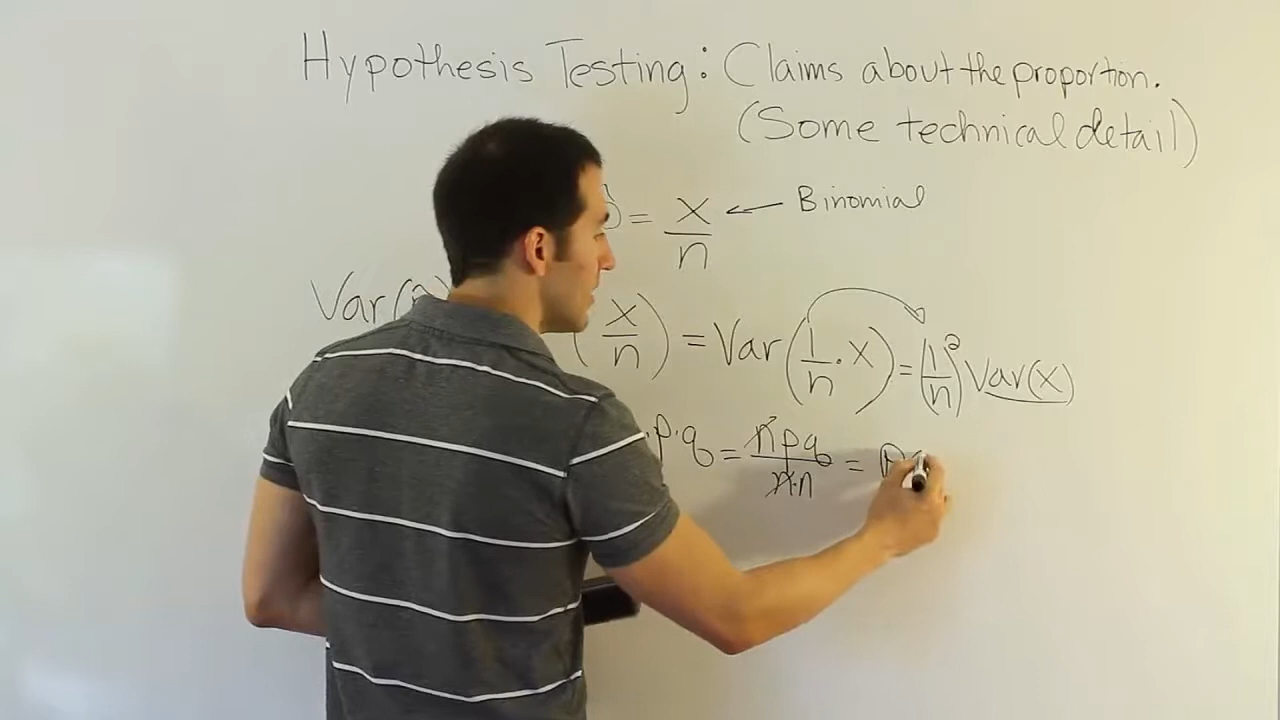 Hypothesis Testing: Claims about the proportion.
(Some technical detail)
= x/n ← Binomial
Var( (x/n) = Var(1/n · x) = (1/n)² Var(x)
·p·q = npq/n·n = p